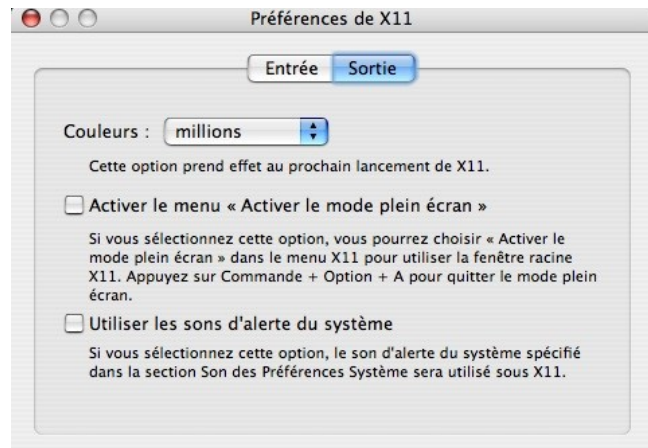 Préférences de X11
Entrée Sortie
Couleurs : millions
Cette option prend effet au prochain lancement de X11.
Activer le menu « Activer le mode plein écran »
Si vous sélectionnez cette option, vous pourrez choisir « Activer le
mode plein écran » dans le menu X11 pour utiliser la fenêtre racine
X11. Appuyez sur Commande + Option + A pour quitter le mode plein
écran.
Utiliser les sons d'alerte du système
Si vous sélectionnez cette option, le son d'alerte du système spécifié
dans la section Son des Préférences Système sera utilisé sous X11.